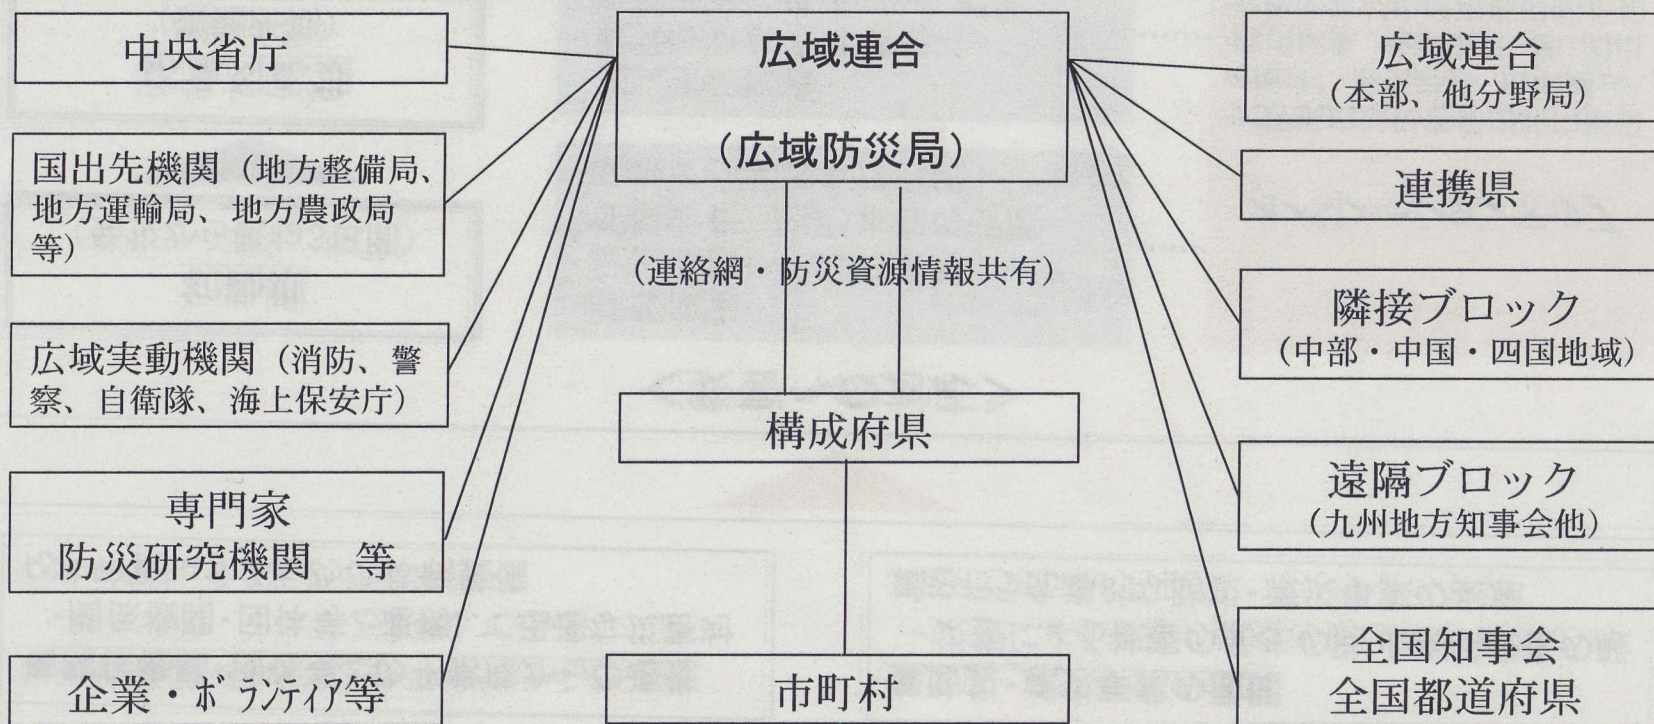 中央省庁
国出先機関（地方整備局、
地方運輸局、地方農政局
等）
広域実動機関（消防、警
察、自衛隊、海上保安庁）
専門家
防災研究機関　等
企業・ﾎﾞﾗﾝﾃｨｱ等
広域連合
（広域防災局）
（連絡網・防災資源情報共有）
構成府県
市町村
広域連合
（本部、他分野局）
連携県
隣接ブロック
（中部・中国・四国地域）
遠隔ブロック
（九州地方知事会他）
全国知事会
全国都道府県